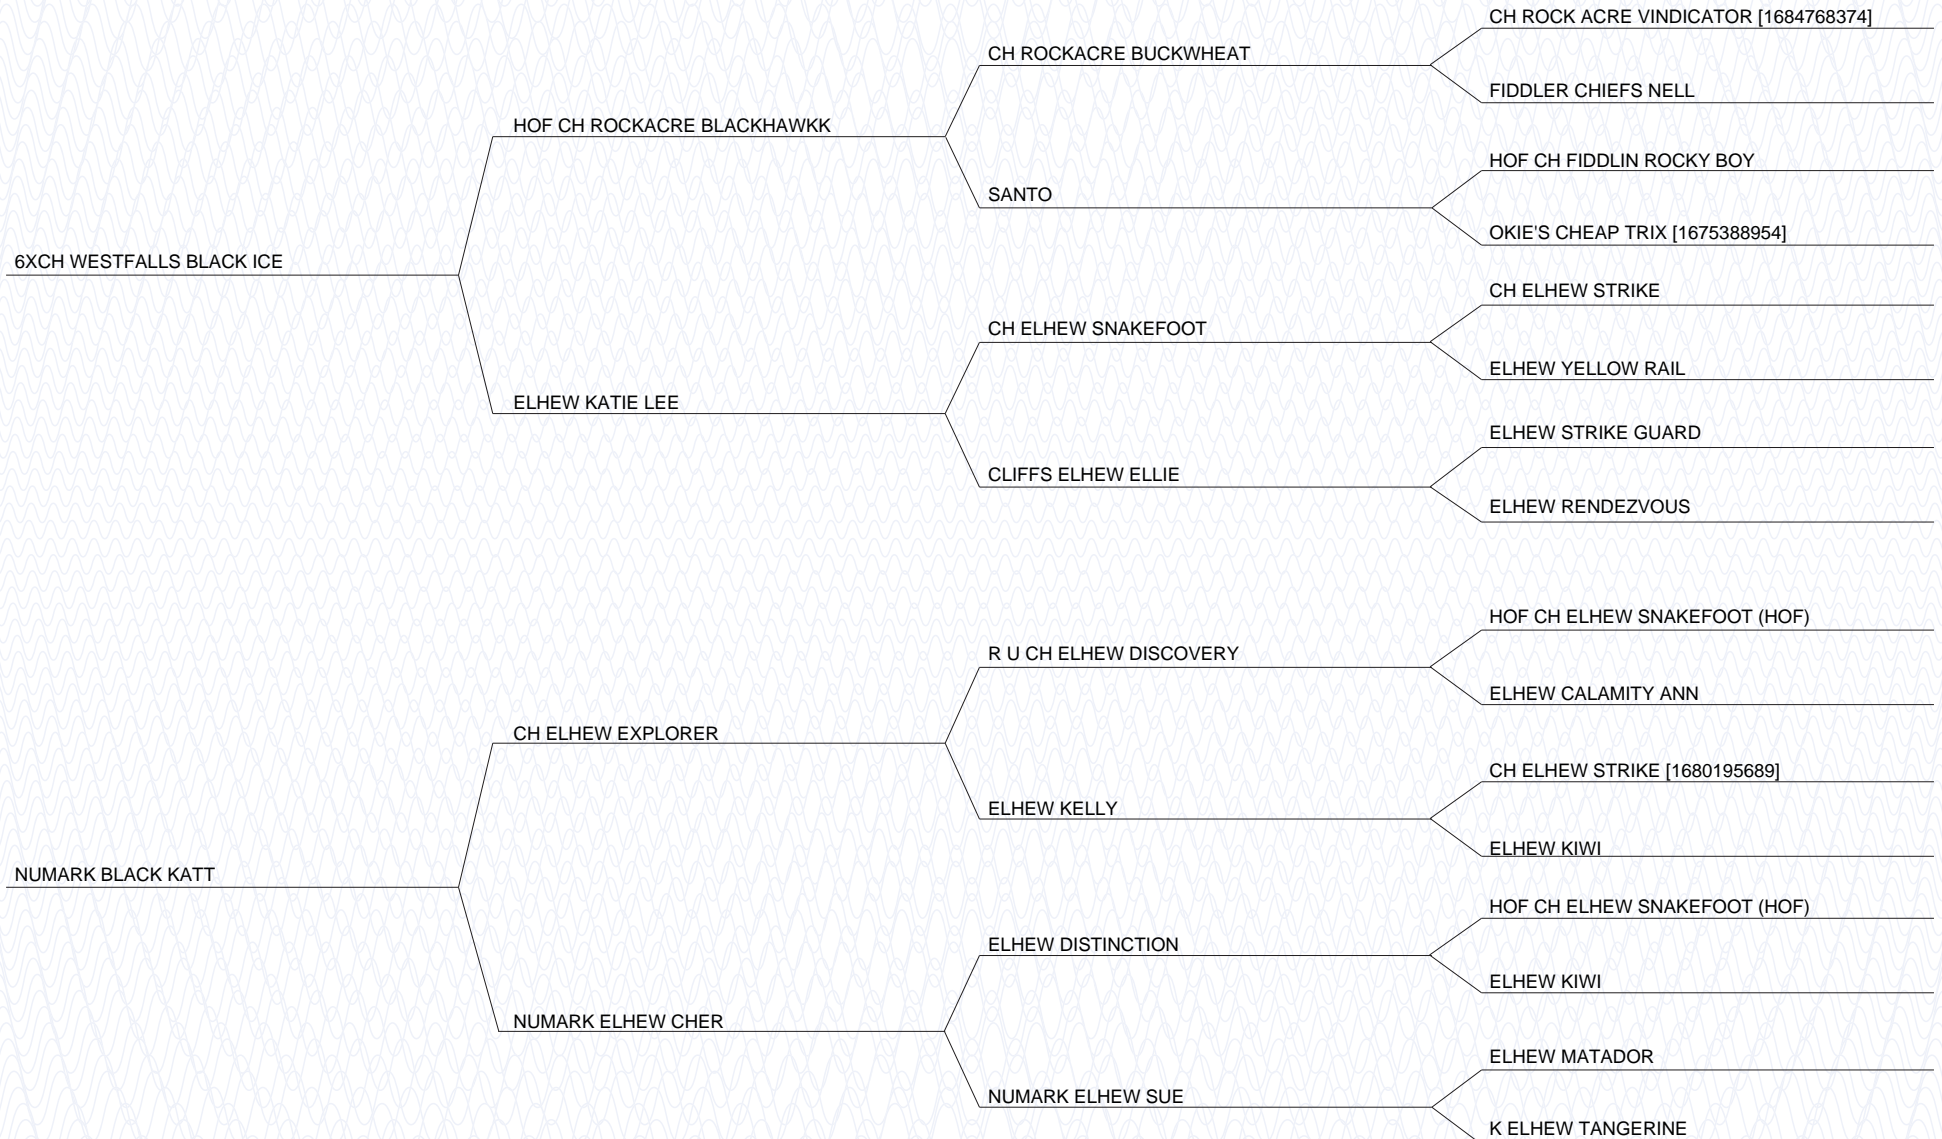 CH ROCK ACRE VINDICATOR [1684768374]
CH ROCKACRE BUCKWHEAT
FIDDLER CHIEFS NELL
HOF CH ROCKACRE BLACKHAWKK
HOF CH FIDDLIN ROCKY BOY
SANTO
OKIE'S CHEAP TRIX [1675388954]
6XCH WESTFALLS BLACK ICE
CH ELHEW STRIKE
CH ELHEW SNAKEFOOT
ELHEW YELLOW RAIL
ELHEW KATIE LEE
ELHEW STRIKE GUARD
CLIFFS ELHEW ELLIE
ELHEW RENDEZVOUS
HOF CH ELHEW SNAKEFOOT (HOF)
R U CH ELHEW DISCOVERY
ELHEW CALAMITY ANN
CH ELHEW EXPLORER
CH ELHEW STRIKE [1680195689]
ELHEW KELLY
ELHEW KIWI
NUMARK BLACK KATT
HOF CH ELHEW SNAKEFOOT (HOF)
ELHEW DISTINCTION
ELHEW KIWI
NUMARK ELHEW CHER
ELHEW MATADOR
NUMARK ELHEW SUE
K ELHEW TANGERINE